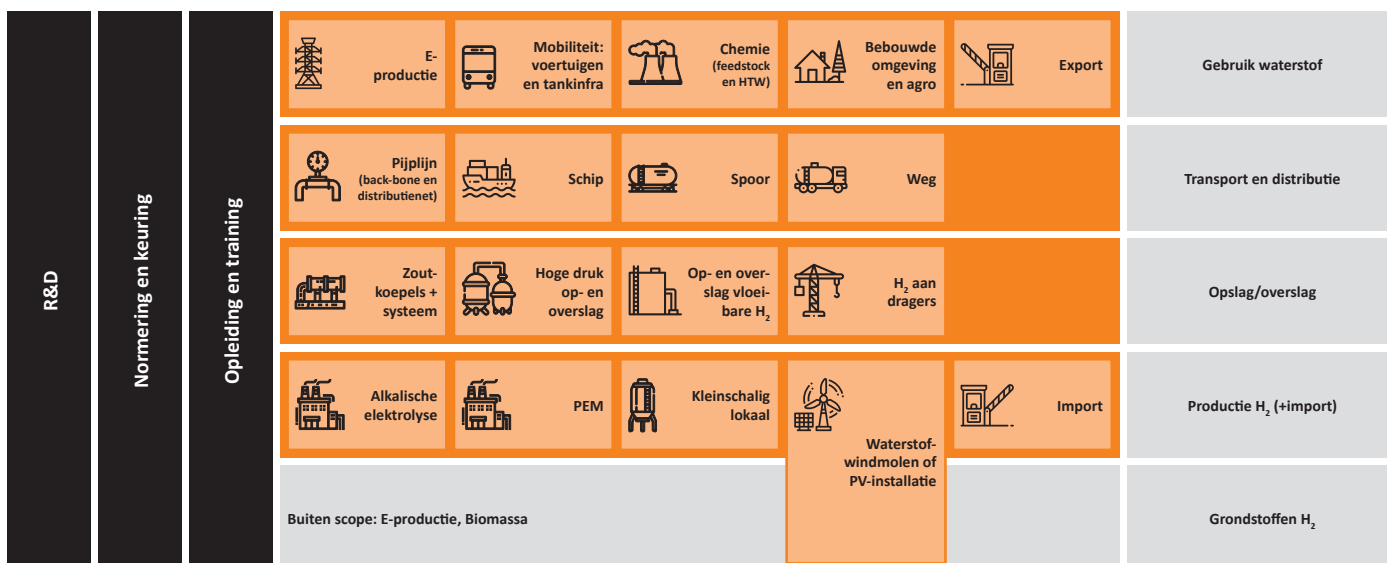 R&D
Normering en keuring
Opleiding en training
E-
productie
Mobiliteit:
voertuigen
en tankinfra
Chemie
(feedstock
en HTW)
Bebouwde
omgeving
en agro
Export
Gebruik waterstof
Pijplijn
(back-bone en
distributienet)
Schip
Spoor
Weg
Transport en distributie
Zout-
koepels +
systeem
Hoge druk
op- en
overslag
Op- en over-
slag vloei-
bare H₂
H₂ aan
dragers
Opslag/overslag
Alkalische
elektrolyse
PEM
Kleinschalig
lokaal
Waterstof-
windmolen of
PV-installatie
Import
Productie H₂ (+import)
Buiten scope: E-productie, Biomassa
Grondstoffen H₂